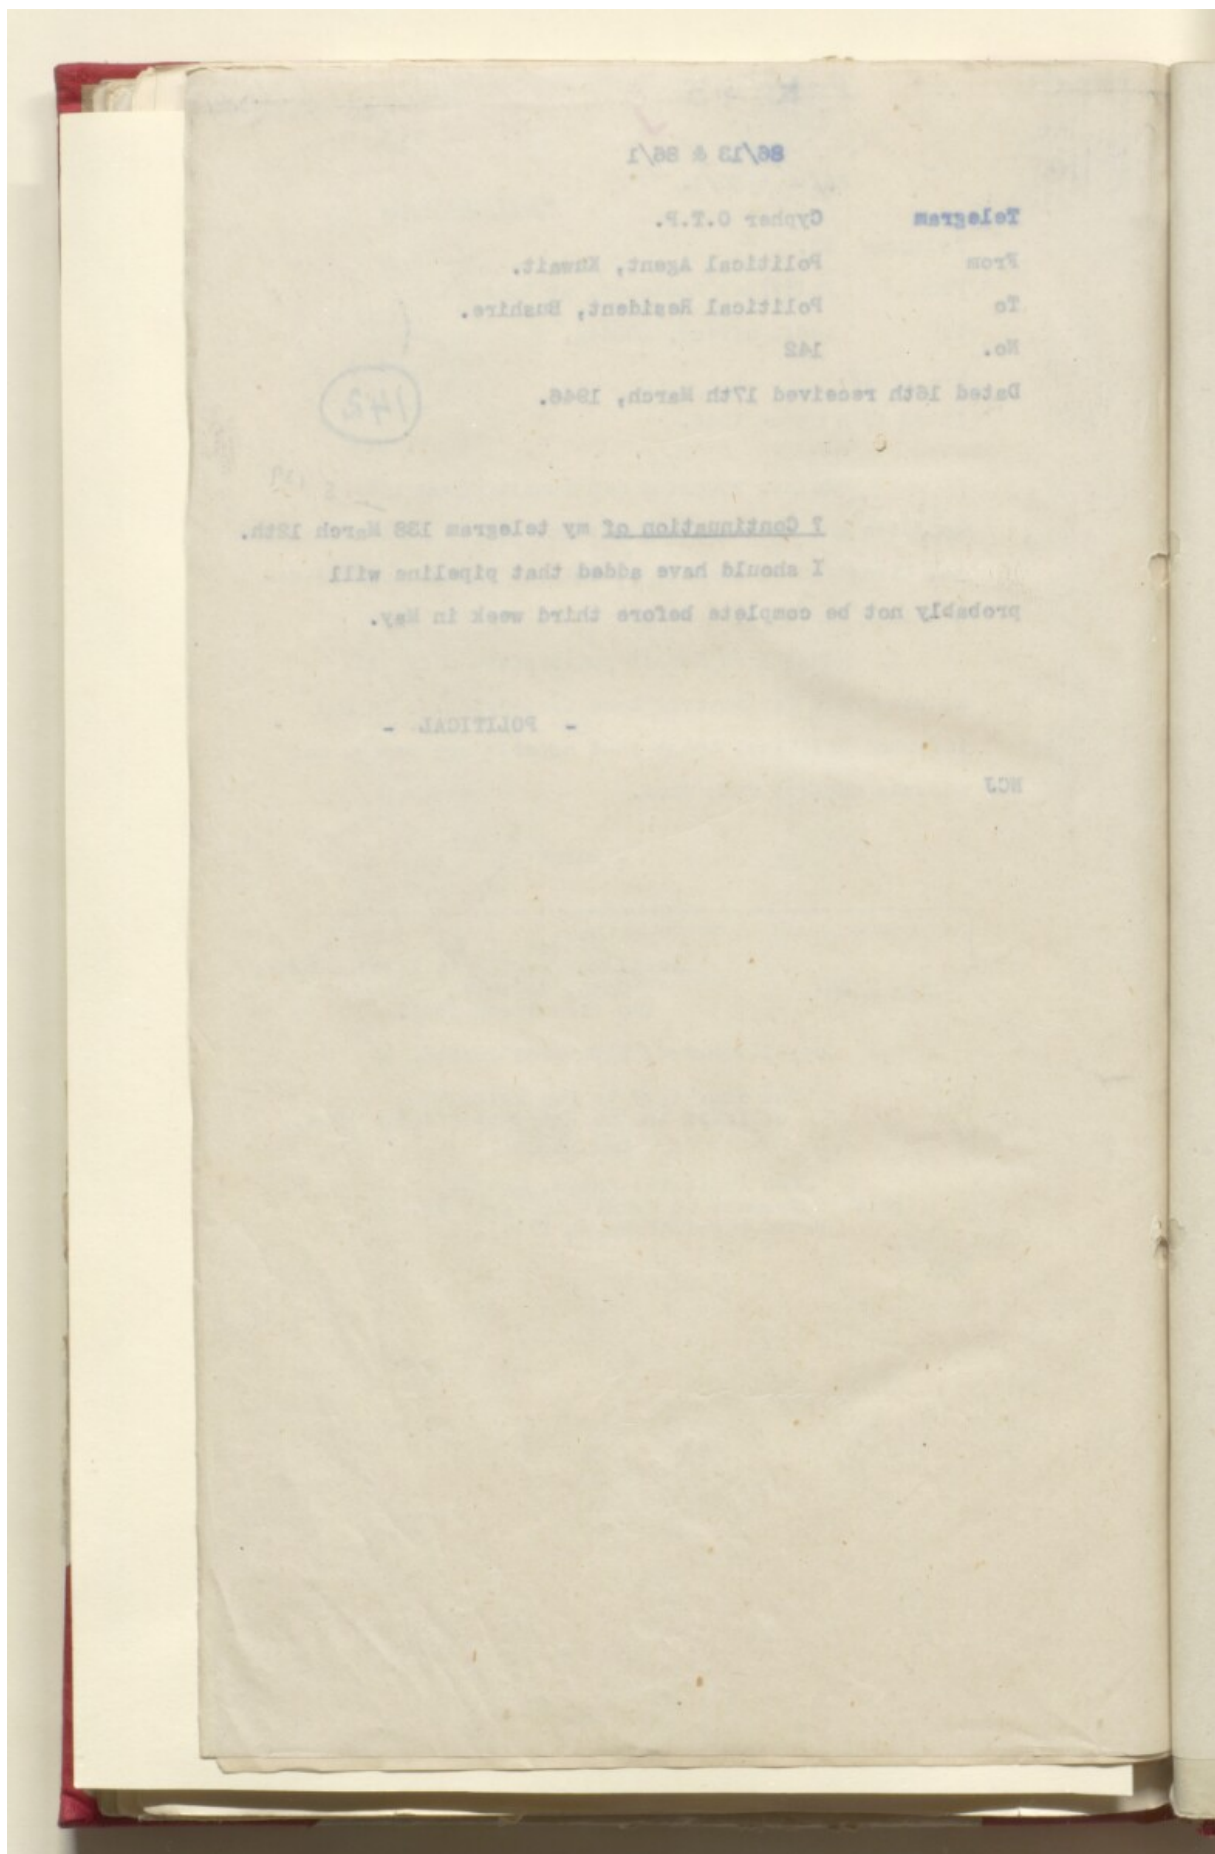 86/13 & 86/1
Telegram Cypher O.T.P.
From Political Agent, Kuwait.
To Political Resident, Bushire.
No. 142
Dated 16th received 17th March, 1946.
142
? Continuation of my telegram 138 March 12th.
I should have added that pipeline will
probably not be complete before third week in May.
- POLITICAL -
NCJ